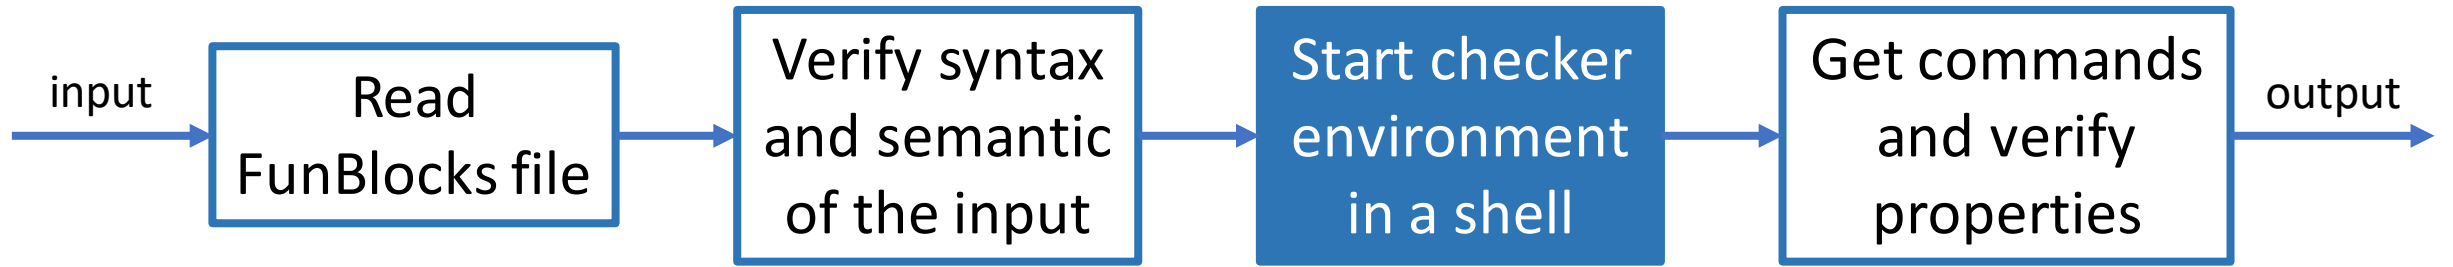 input
Read
FunBlocks file
Verify syntax
and semantic
of the input
Start checker
environment
in a shell
Get commands
and verify
properties
output